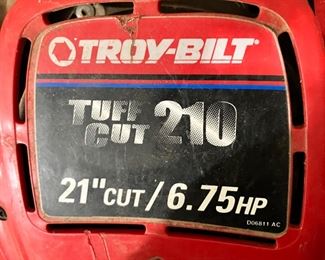 TROY-BILT
TUFF
CUT 210
21"CUT/6.75HP
D06811 AC